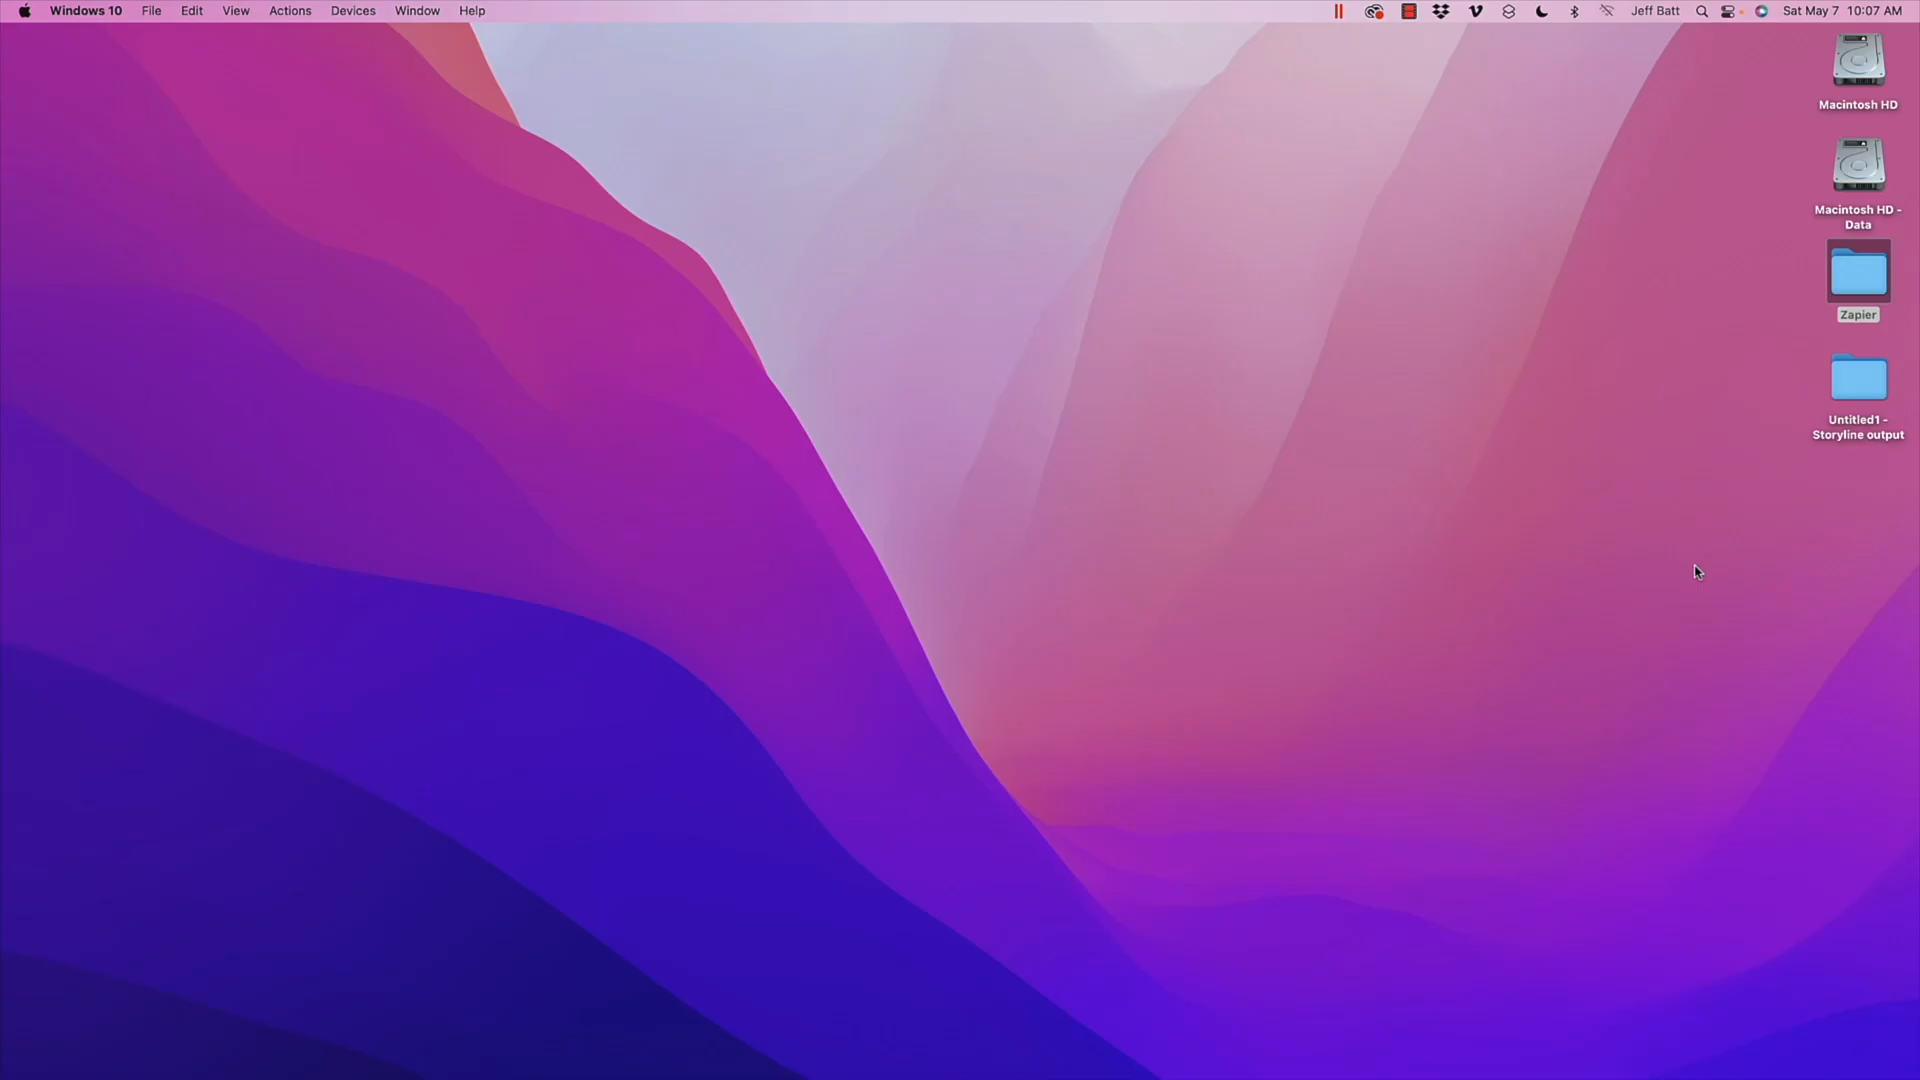 Windows 10 File Edit View Actions Devices Window Help Jeff Batt Sat May 7 10:07 AM
Macintosh HD
Macintosh HD -
Data
Zapier
Untitled1 -
Storyline output